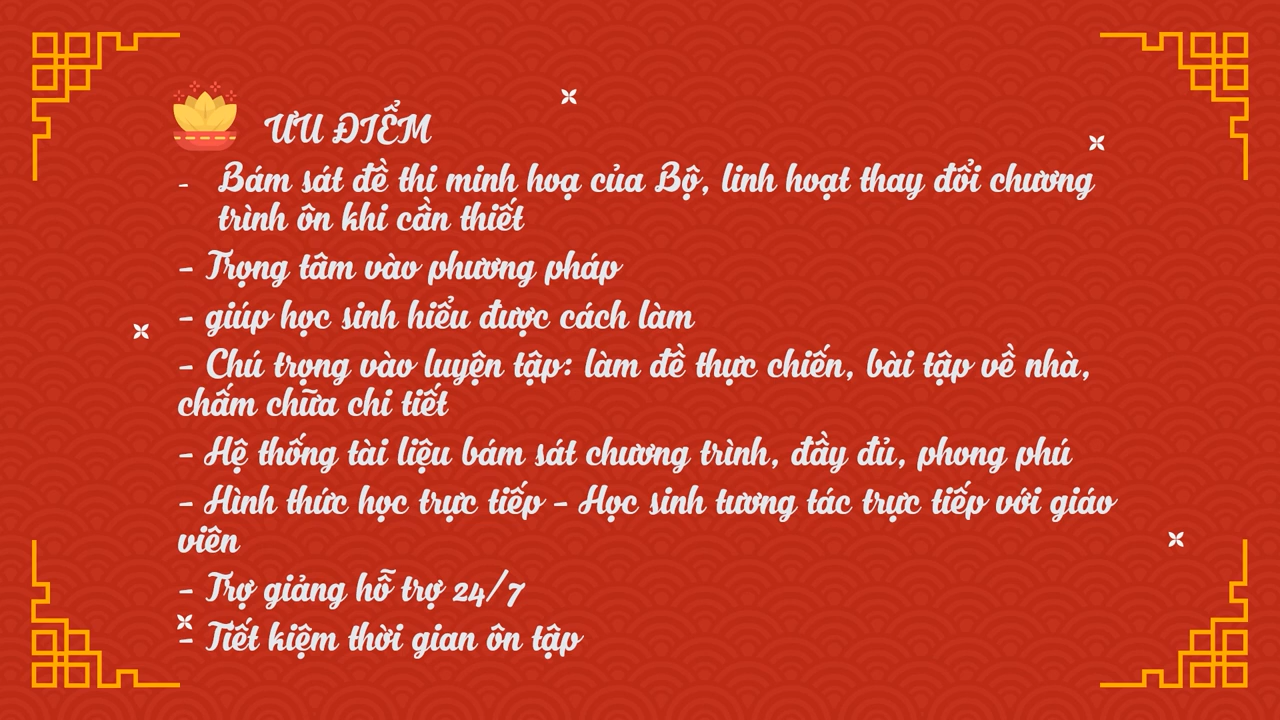 ƯU ĐIỂM
- Bám sát đề thi minh hoạ của Bộ, linh hoạt thay đổi chương
trình ôn khi cần thiết
- Trọng tâm vào phương pháp
- giúp học sinh hiểu được cách làm
- Chú trọng vào luyện tập: làm đề thực chiến, bài tập về nhà,
chấm chữa chi tiết
- Hệ thống tài liệu bám sát chương trình, đầy đủ, phong phú
- Hình thức học trực tiếp - Học sinh tương tác trực tiếp với giáo
viên
- Trợ giảng hỗ trợ 24/7
- Tiết kiệm thời gian ôn tập